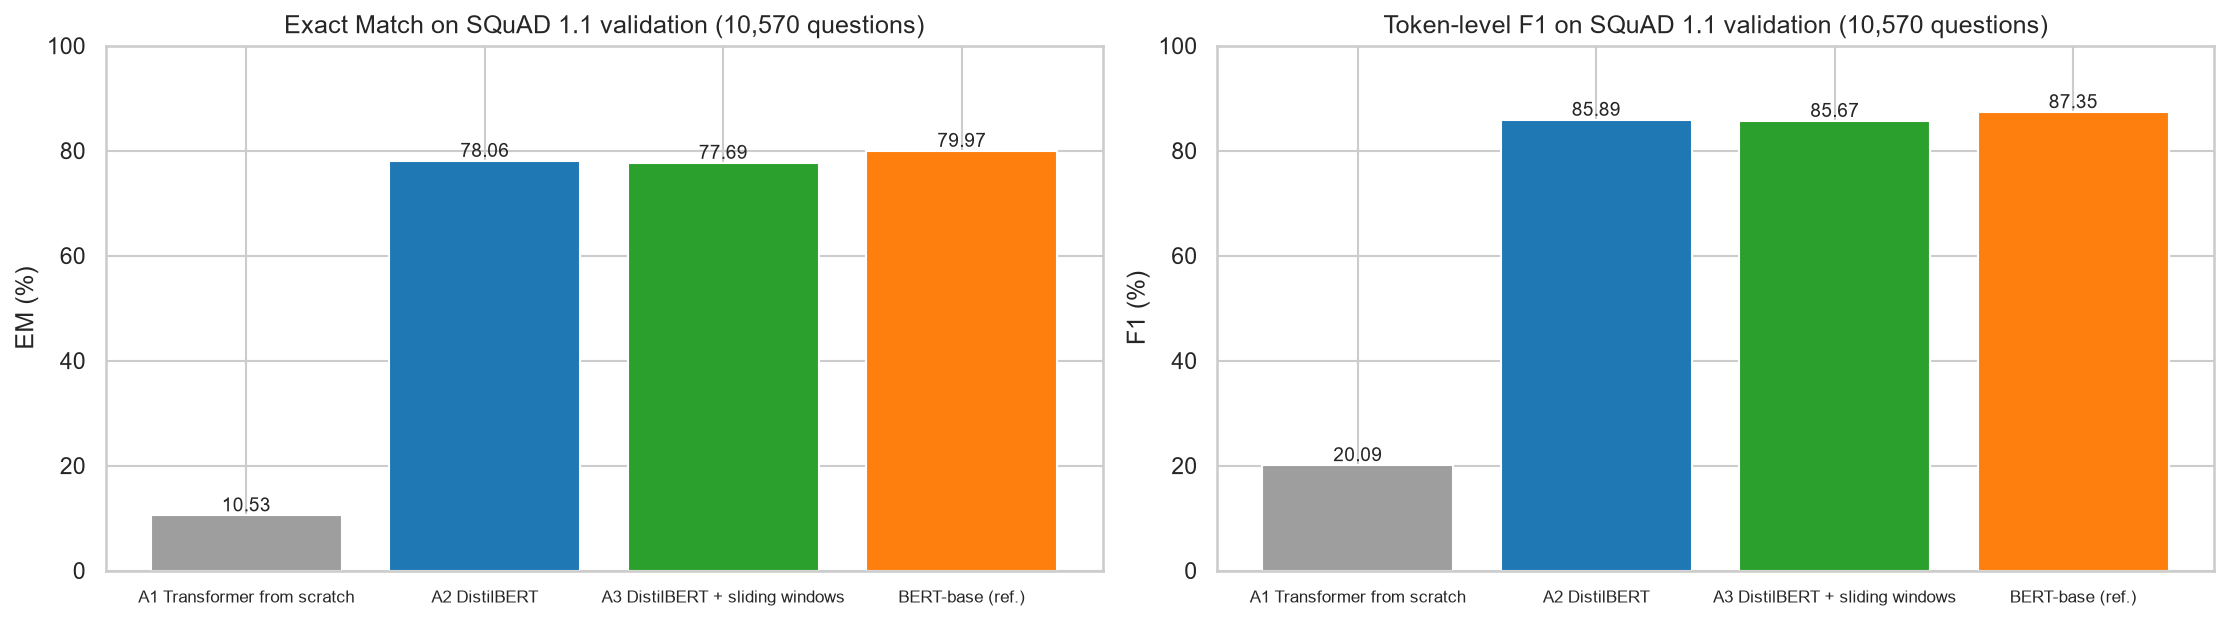 Exact Match on SQuAD 1.1 validation (10,570 questions)
EM (%)
100
80
60
40
20
0
10.53
78.06
77.69
79.97
A1 Transformer from scratch
A2 DistilBERT
A3 DistilBERT + sliding windows
BERT-base (ref.)
Token-level F1 on SQuAD 1.1 validation (10,570 questions)
F1 (%)
100
80
60
40
20
0
20.09
85.89
85.67
87.35
A1 Transformer from scratch
A2 DistilBERT
A3 DistilBERT + sliding windows
BERT-base (ref.)